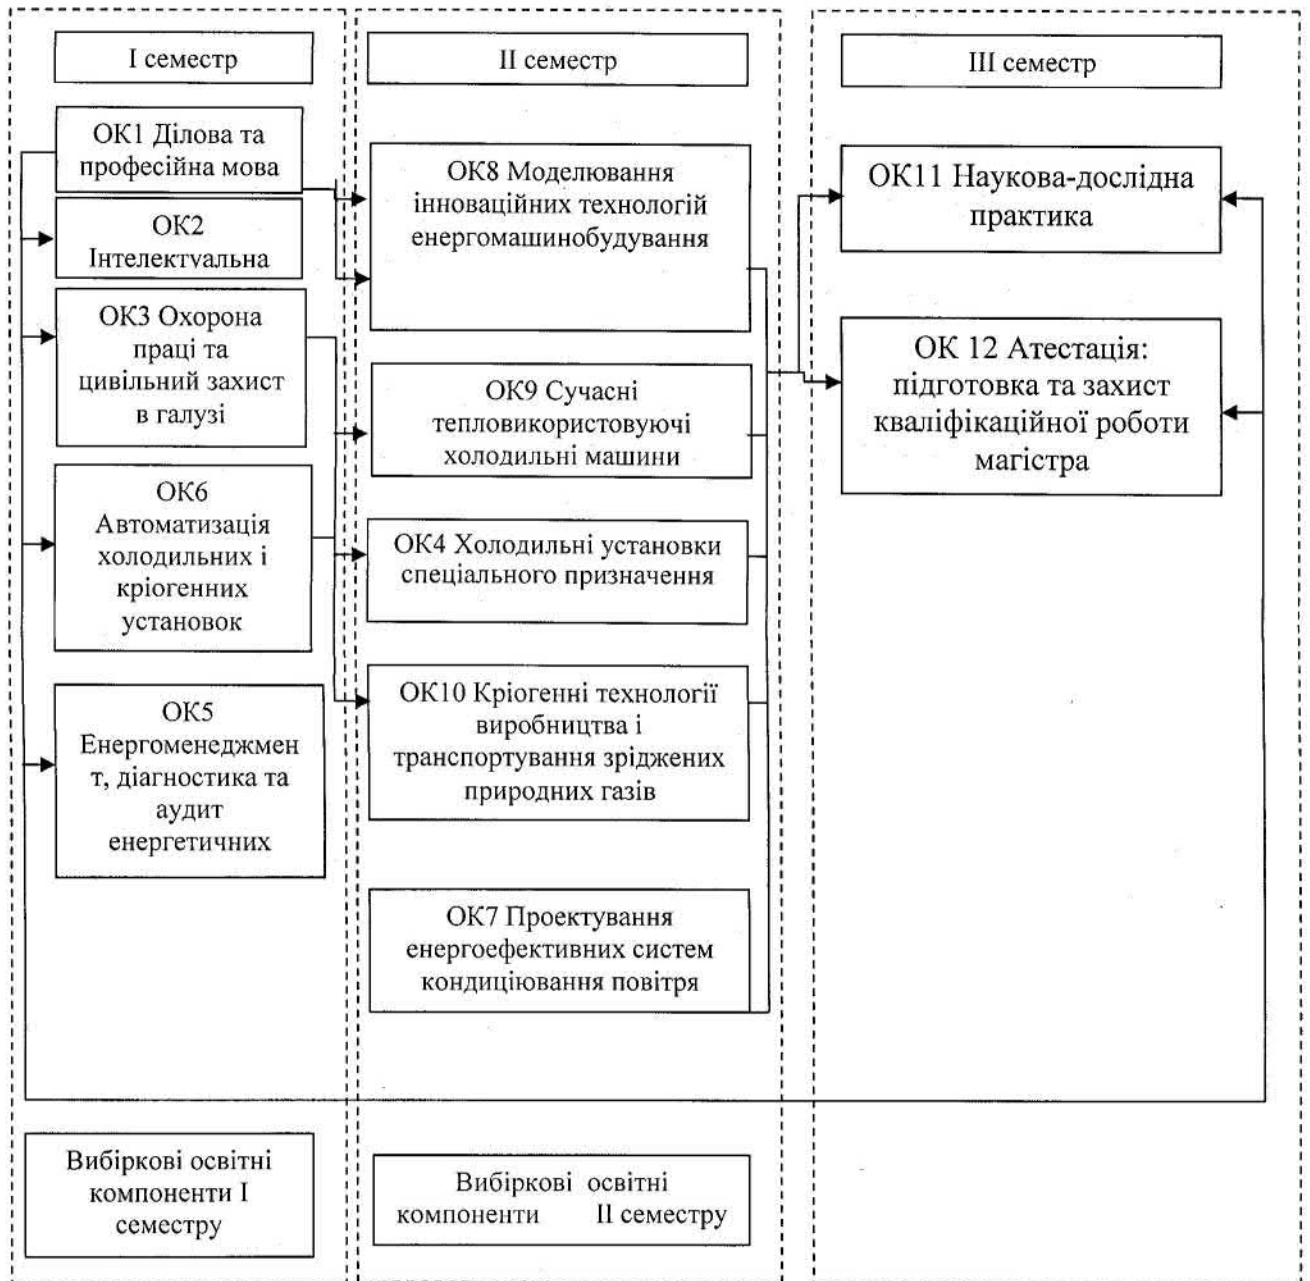 I семестр
ОК1 Ділова та
професійна мова
ОК2
Інтелектуальна
ОК3 Охорона
праці та
цивільний захист
в галузі
ОК6
Автоматизація
холодильних і
кріогенних
установок
ОК5
Енергоменеджмен
т, діагностика та
аудит
енергетичних
Вибіркові освітні
компоненти I
семестру
II семестр
ОК8 Моделювання
інноваційних технологій
енергомашинобудування
ОК9 Сучасні
тепловикористовуючі
холодильні машини
ОК4 Холодильні установки
спеціального призначення
ОК10 Кріогенні технології
виробництва і
транспортування зріджених
природних газів
ОК7 Проектування
енергоефективних систем
кондиціювання повітря
Вибіркові освітні
компоненти II семестру
III семестр
ОК11 Наукова-дослідна
практика
ОК 12 Атестація:
підготовка та захист
кваліфікаційної роботи
магістра